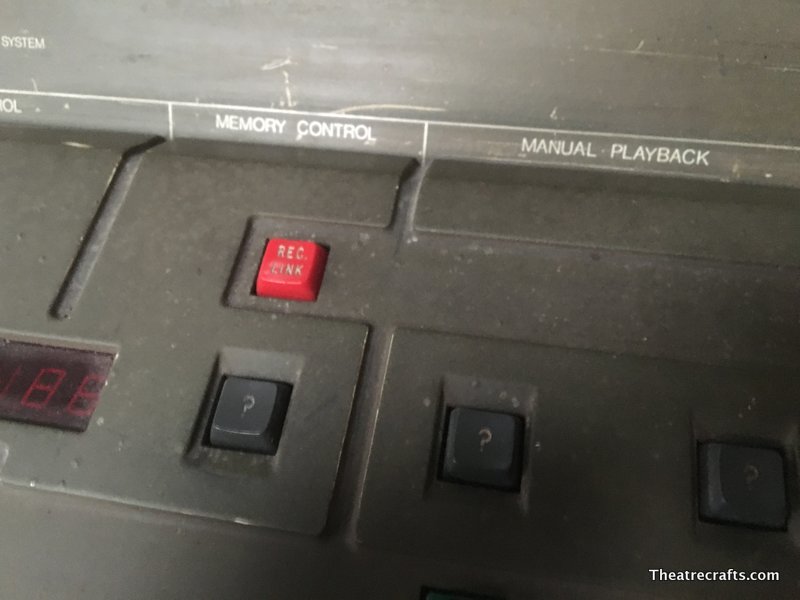 SYSTEM
OL
MEMORY CONTROL
MANUAL PLAYBACK
REC.
LINK
?
?
?
Theatrecrafts.com